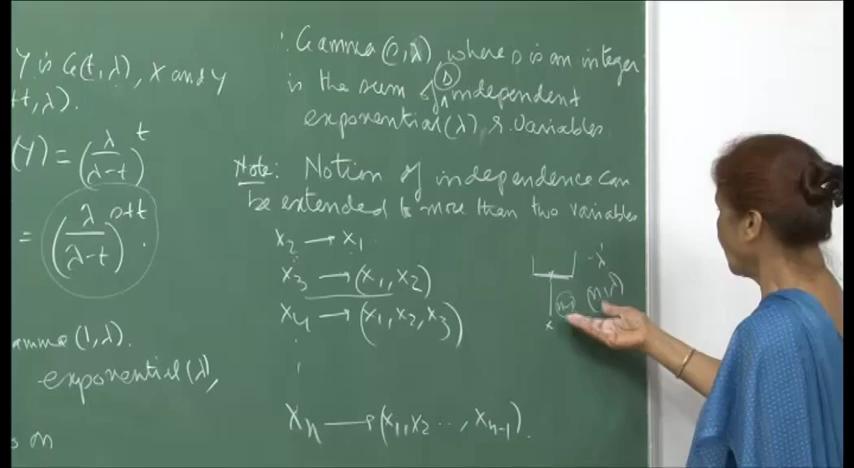 Y is G(t, λ), X and Y
+t, λ).
(Y) = (λ/λ-t)^t
= (λ/λ-t)^s+t.
amma (1, λ).
-exponential(λ),
is m
∴ Gamma (s, λ), where s is an integer
is the sum of (s) independent
exponential (λ) r. variables
Note: Notion of independence can
be extended to more than two variables
X₂ → X₁
X₃ → (X₁, X₂)
X₄ → (X₁, X₂, X₃)
Xₙ → (X₁, X₂ .., Xₙ₋₁).
-λ
(n, λ)
n-1
x